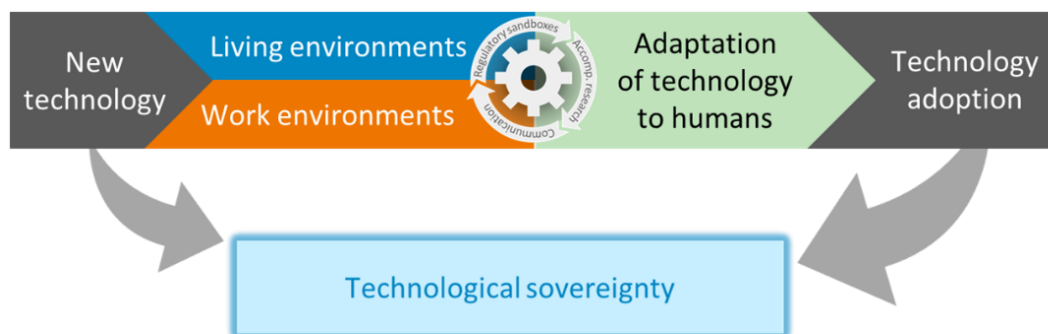 New
technology
Living environments
Work environments
Regulatory sandboxes
Accomp. research
Communication
Adaptation
of technology
to humans
Technology
adoption
Technological sovereignty